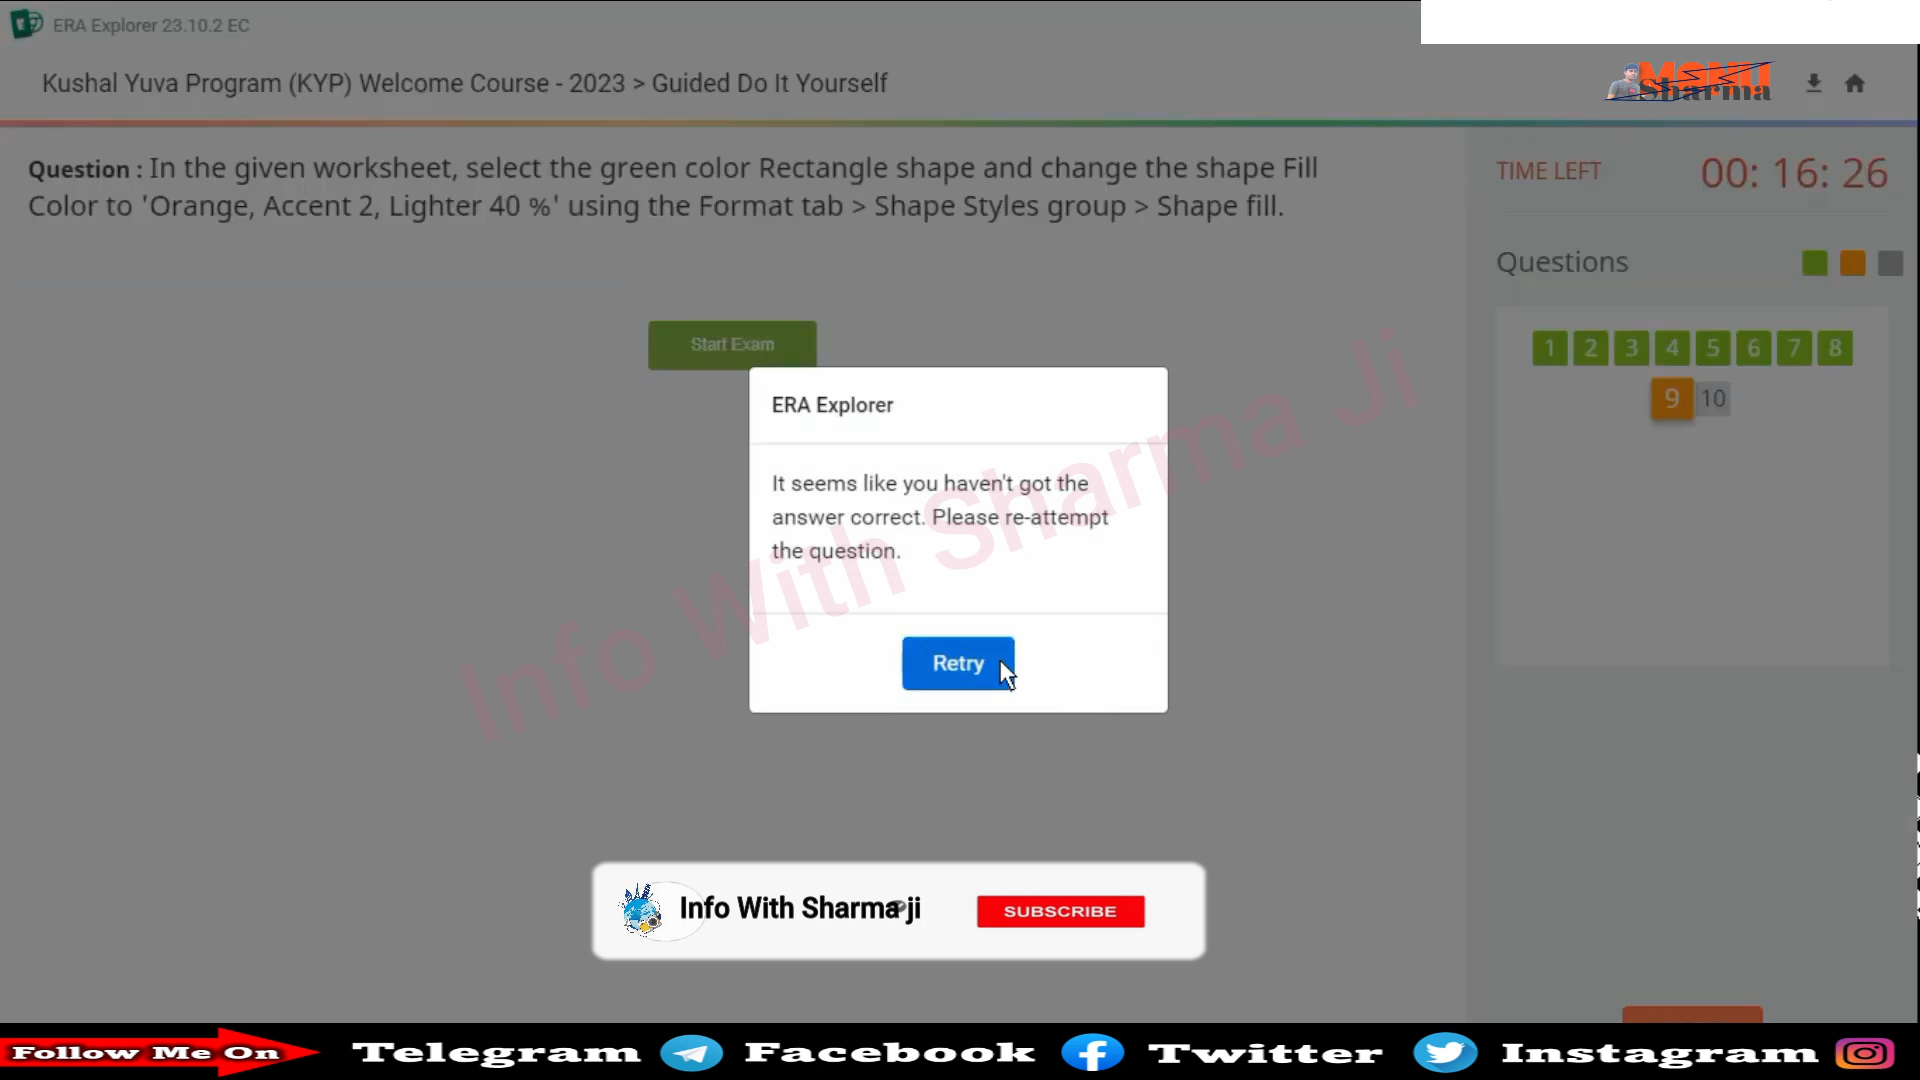 ERA Explorer 23.10.2 EC
Kushal Yuva Program (KYP) Welcome Course - 2023 > Guided Do It Yourself
MONU
Sharma
Question : In the given worksheet, select the green color Rectangle shape and change the shape Fill
Color to 'Orange, Accent 2, Lighter 40 %' using the Format tab > Shape Styles group > Shape fill.
TIME LEFT
00: 16: 26
Questions
1 2 3 4 5 6 7 8
9 10
Start Exam
ERA Explorer
It seems like you haven't got the
answer correct. Please re-attempt
the question.
Retry
Info With Sharma Ji
Info With Sharma ji
SUBSCRIBE
Follow Me On
Telegram
Facebook
Twitter
Instagram